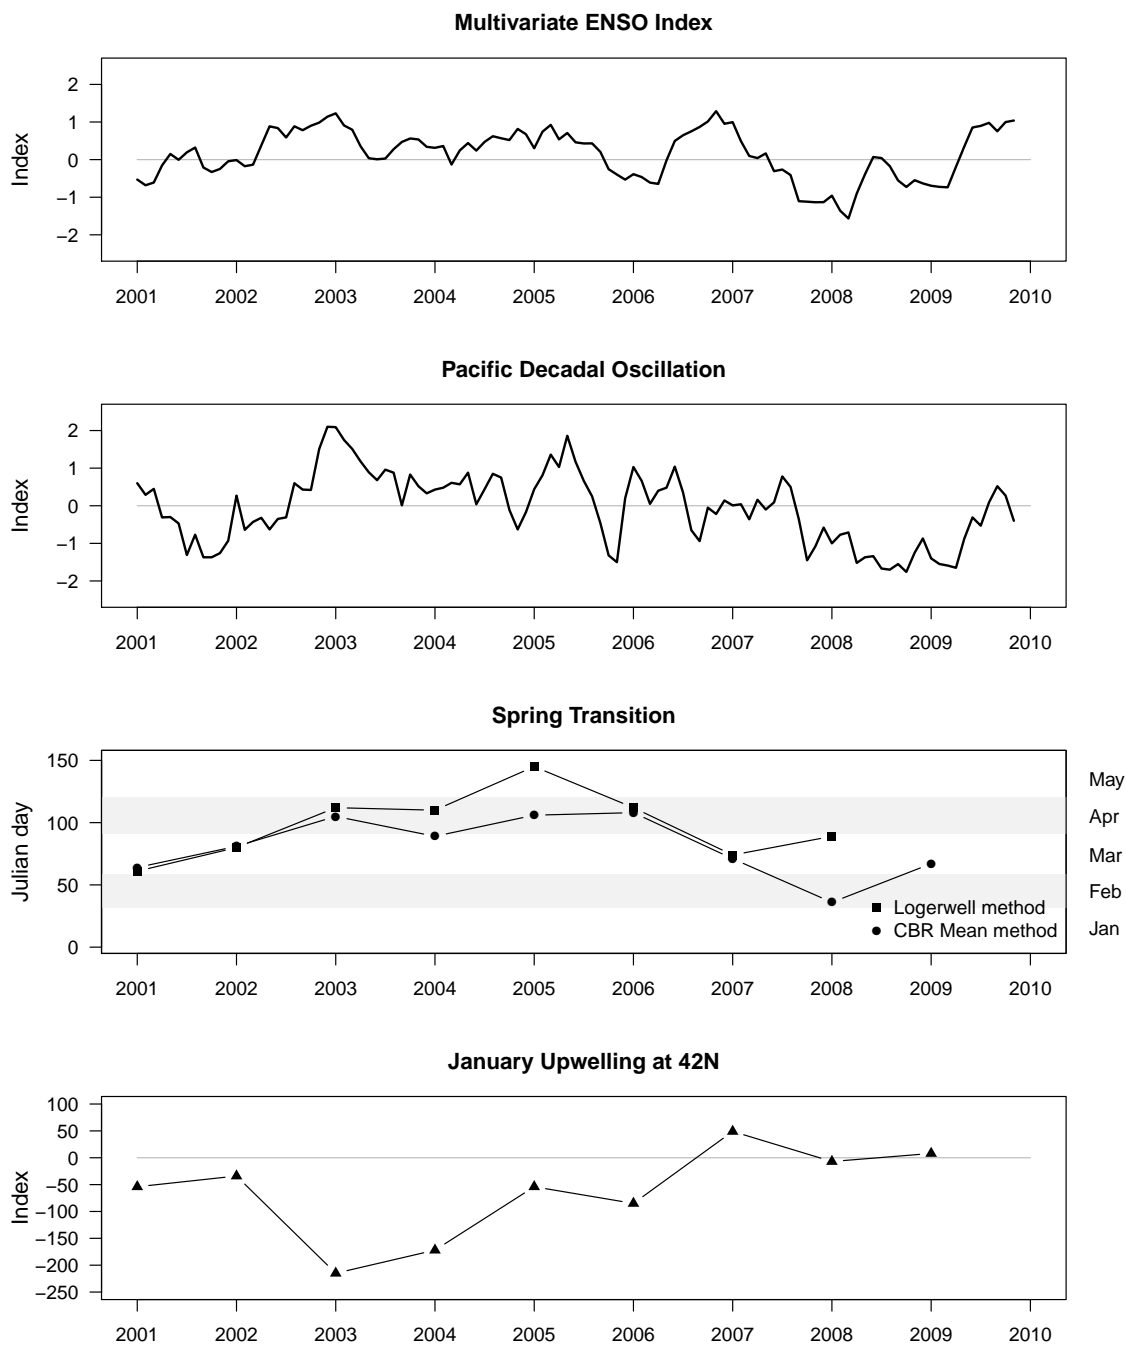 Multivariate ENSO Index
2
1
0
−1
−2
Index
2001 2002 2003 2004 2005 2006 2007 2008 2009 2010
Pacific Decadal Oscillation
2
1
0
−1
−2
Index
2001 2002 2003 2004 2005 2006 2007 2008 2009 2010
Spring Transition
150
100
50
0
Julian day
May
Apr
Mar
Feb
Jan
Logerwell method
CBR Mean method
2001 2002 2003 2004 2005 2006 2007 2008 2009 2010
January Upwelling at 42N
100
50
0
−50
−100
−150
−200
−250
Index
2001 2002 2003 2004 2005 2006 2007 2008 2009 2010